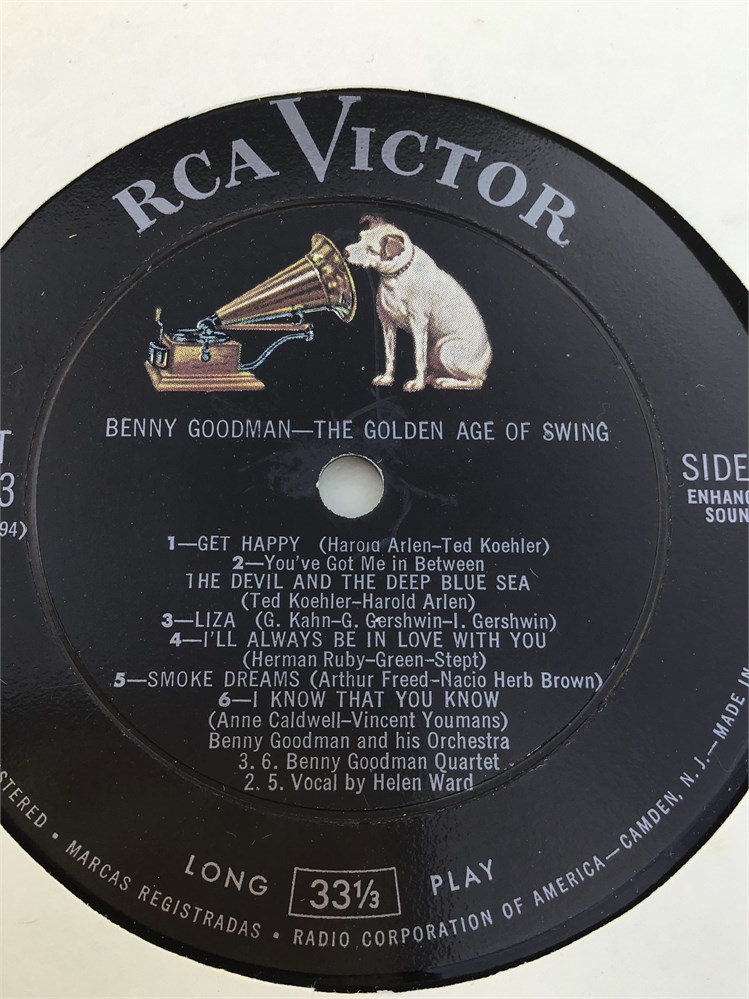 RCA VICTOR
BENNY GOODMAN—THE GOLDEN AGE OF SWING
T
3
94)
SIDE
ENHANC
SOUN
1—GET HAPPY (Harold Arlen–Ted Koehler)
2—You've Got Me in Between
THE DEVIL AND THE DEEP BLUE SEA
(Ted Koehler–Harold Arlen)
3—LIZA (G. Kahn–G. Gershwin–I. Gershwin)
4—I'LL ALWAYS BE IN LOVE WITH YOU
(Herman Ruby–Green–Stept)
5—SMOKE DREAMS (Arthur Freed–Nacio Herb Brown)
6—I KNOW THAT YOU KNOW
(Anne Caldwell–Vincent Youmans)
Benny Goodman and his Orchestra
3. 6. Benny Goodman Quartet
2. 5. Vocal by Helen Ward
LONG 33⅓ PLAY
STERED • MARCAS REGISTRADAS • RADIO CORPORATION OF AMERICA—CAMDEN, N. J.—MADE IN